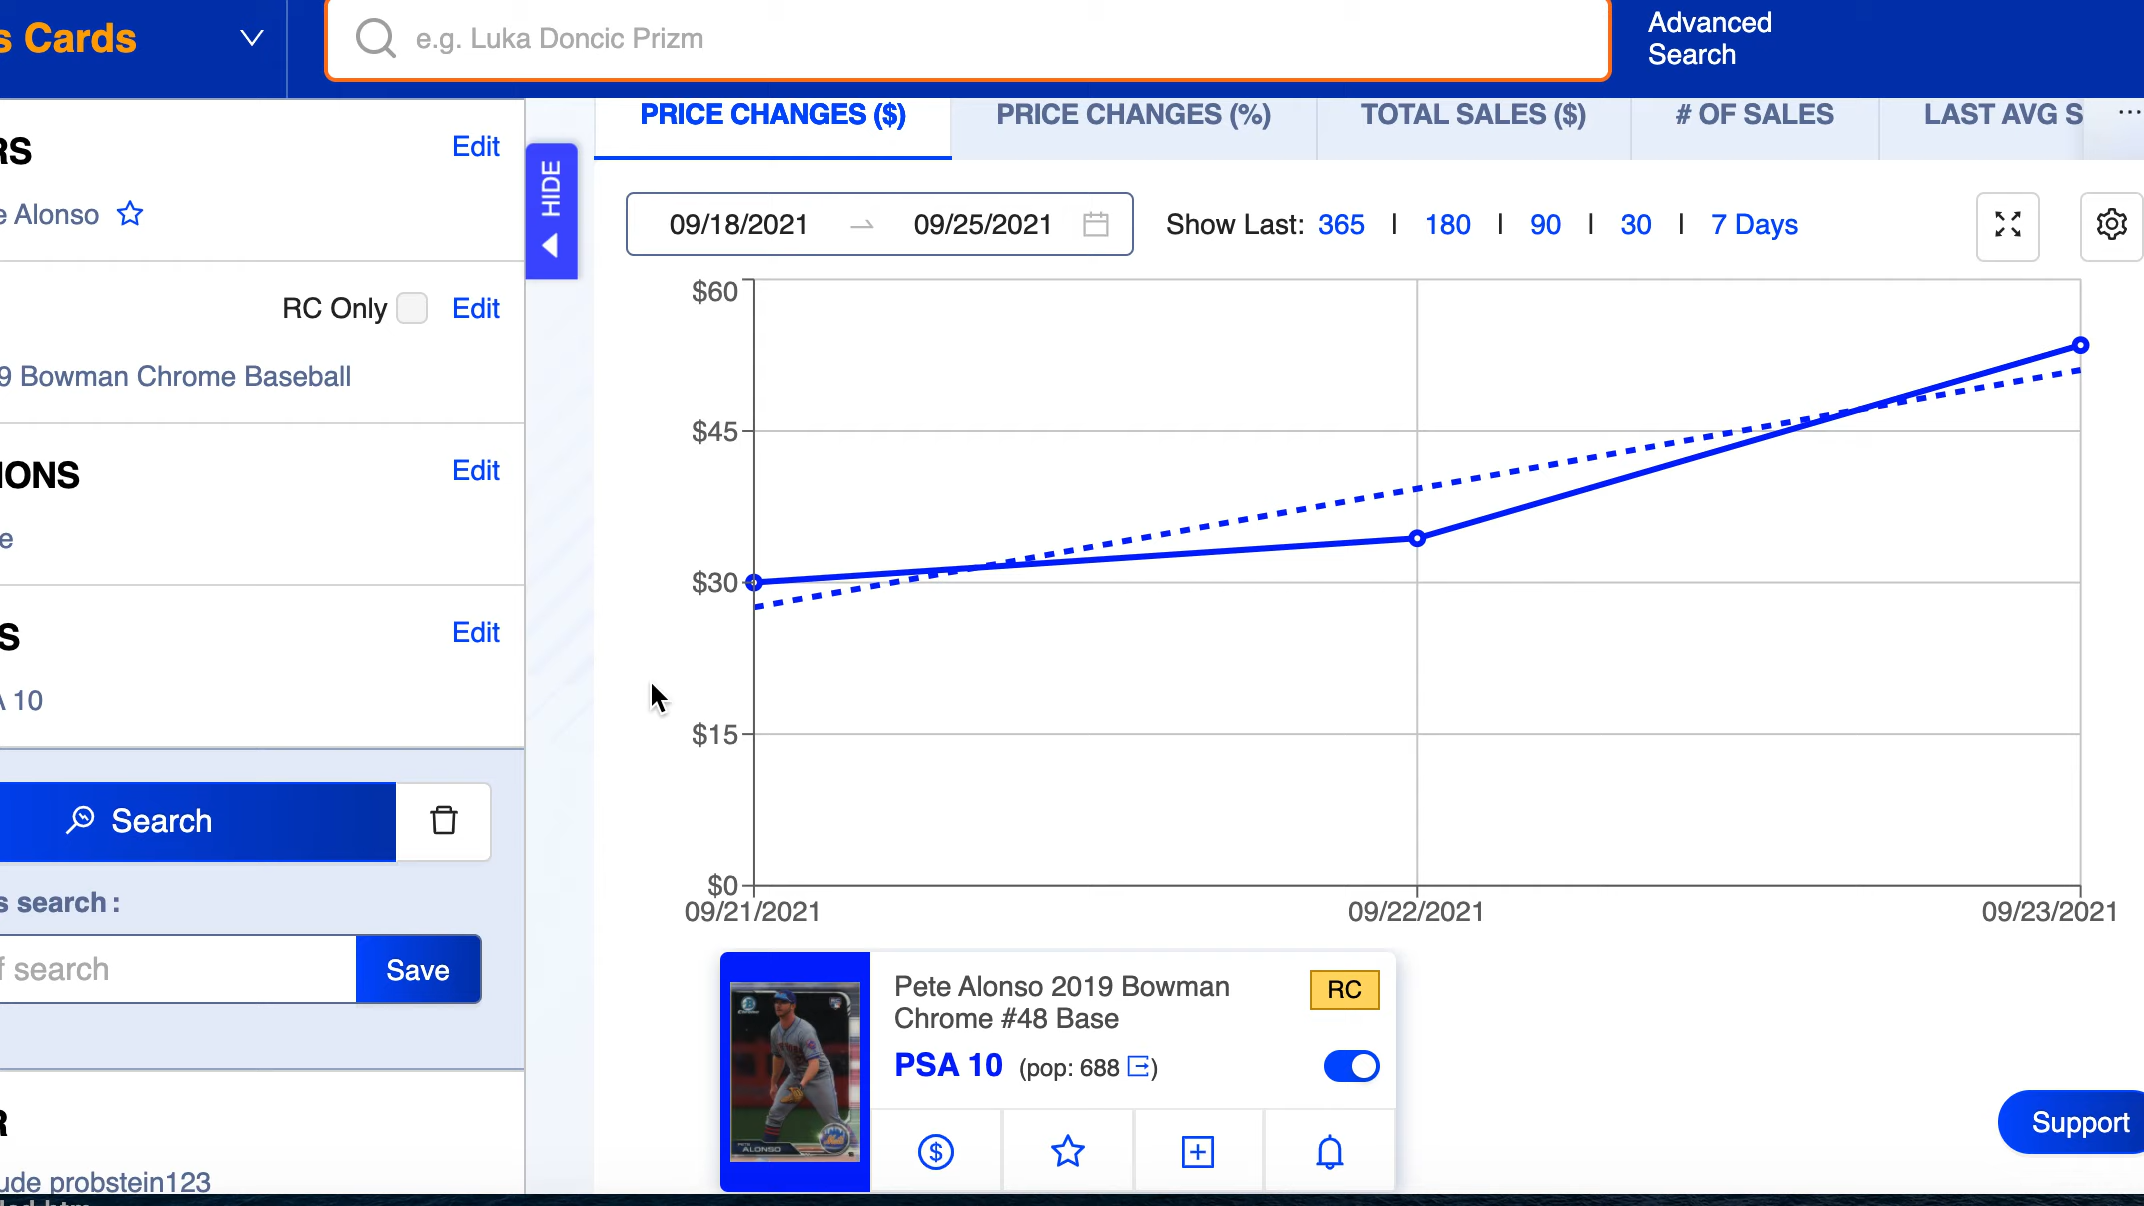 s Cards
e.g. Luka Doncic Prizm
Advanced
Search
RS
Edit
e Alonso
RC Only
Edit
9 Bowman Chrome Baseball
IONS
Edit
e
S
Edit
A 10
Search
s search :
f search
Save
R
ude probstein123
HIDE
PRICE CHANGES ($)
PRICE CHANGES (%)
TOTAL SALES ($)
# OF SALES
LAST AVG S
...
09/18/2021 → 09/25/2021
Show Last: 365 | 180 | 90 | 30 | 7 Days
$60
$45
$30
$15
$0
09/21/2021
09/22/2021
09/23/2021
Pete Alonso 2019 Bowman
Chrome #48 Base
RC
PSA 10 (pop: 688 )
ALONSO
Support